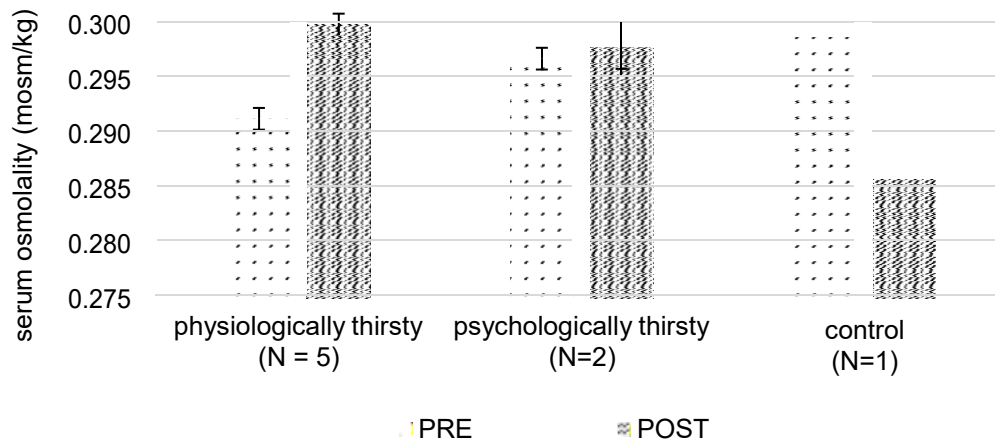 serum osmolality (mosm/kg)
0.300
0.295
0.290
0.285
0.280
0.275
physiologically thirsty
(N = 5)
psychologically thirsty
(N=2)
control
(N=1)
PRE
POST